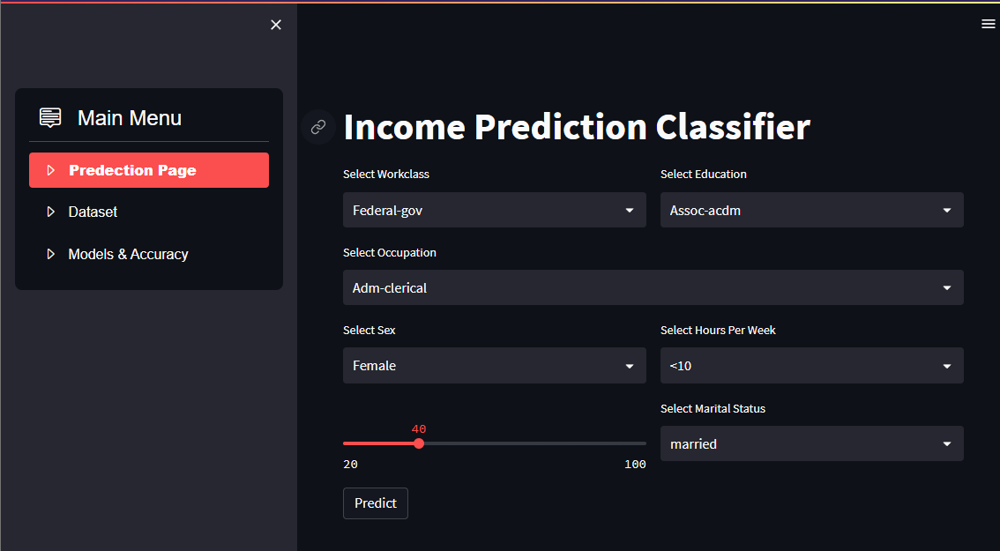 Main Menu
Predection Page
Dataset
Models & Accuracy
Income Prediction Classifier
Select Workclass
Select Education
Federal-gov
Assoc-acdm
Select Occupation
Adm-clerical
Select Sex
Select Hours Per Week
Female
<10
Select Marital Status
40
married
20
100
Predict